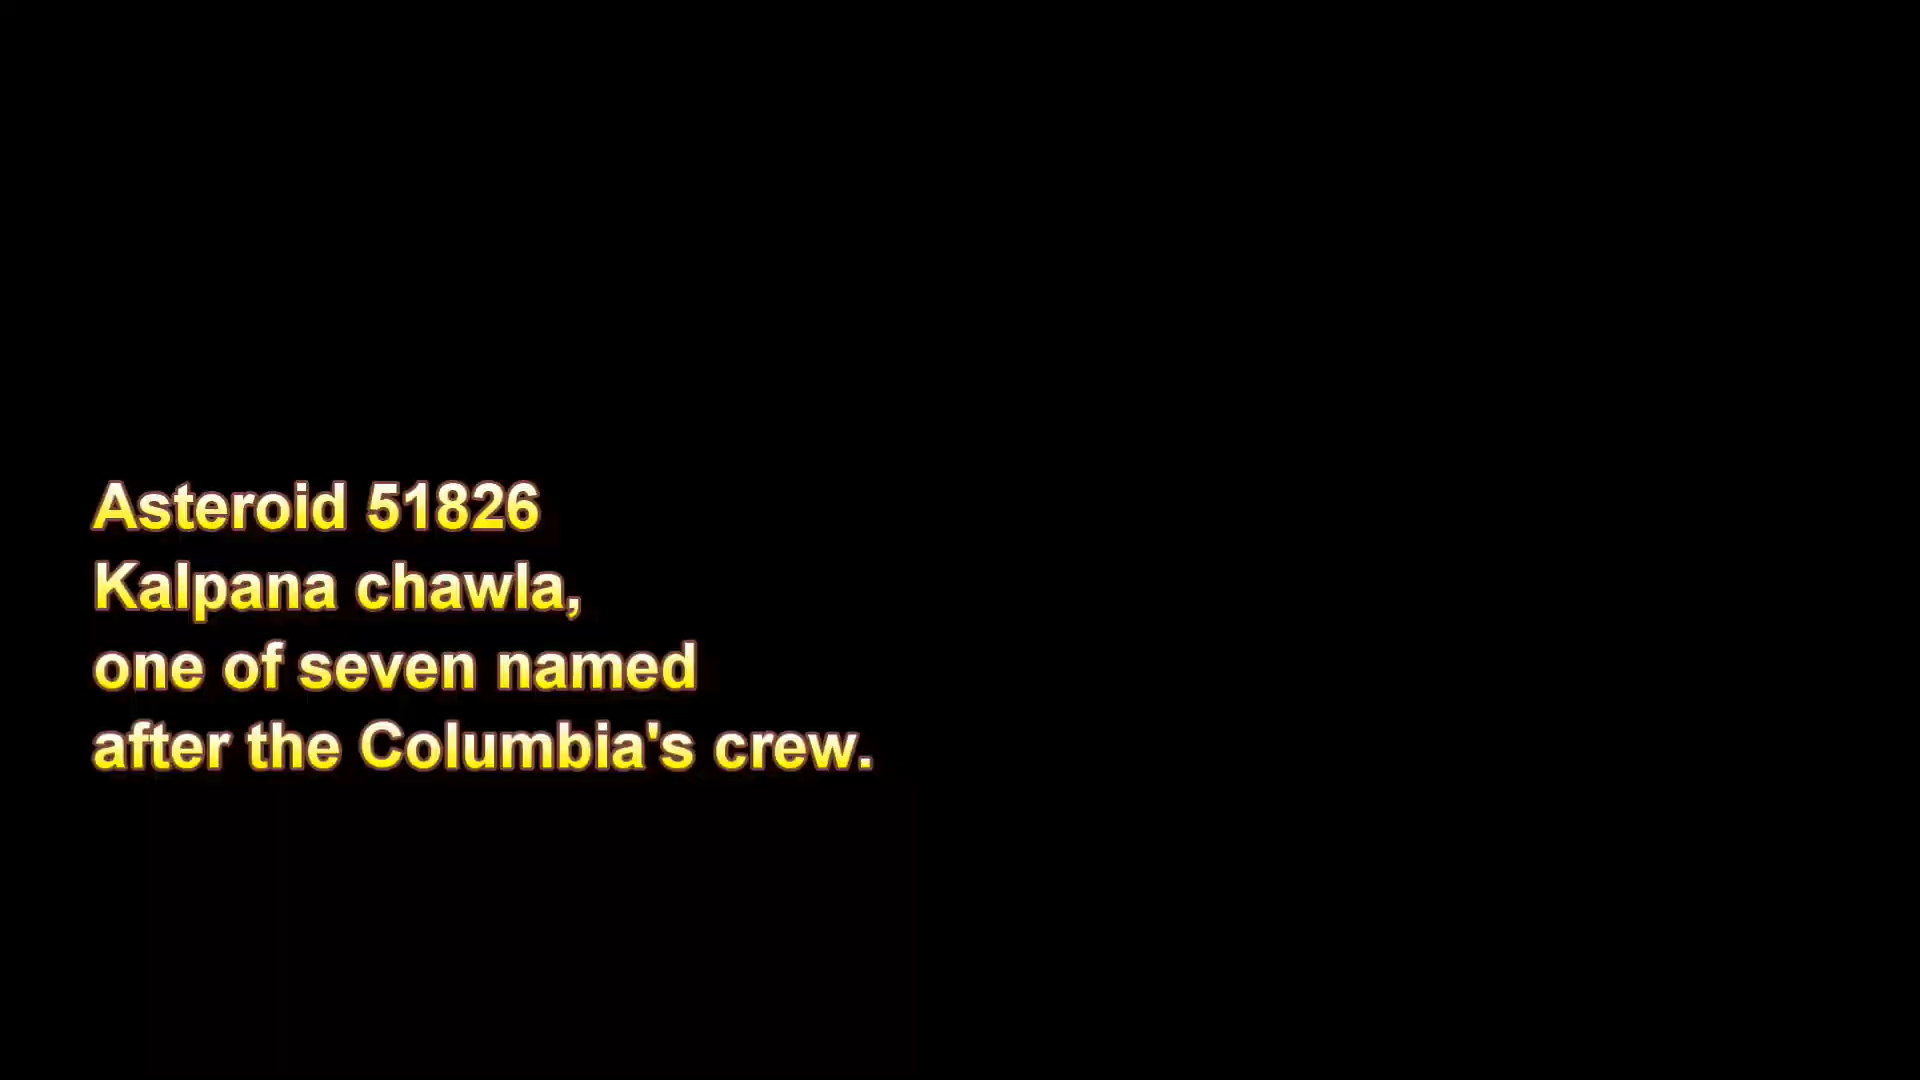 Asteroid 51826
Kalpana chawla,
one of seven named
after the Columbia's crew.